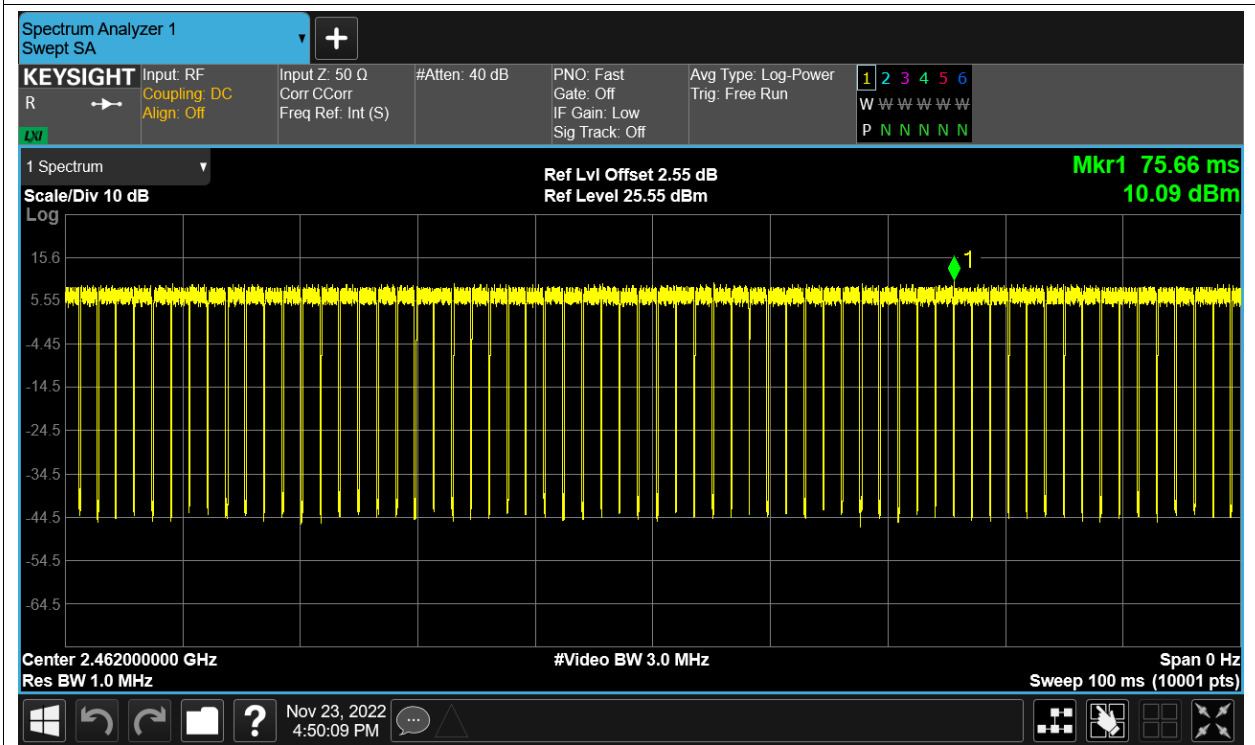 Spectrum Analyzer 1
Swept SA
KEYSIGHT
R
LXI
Input: RF
Coupling: DC
Align: Off
Input Z: 50 Ω
Corr CCorr
Freq Ref: Int (S)
#Atten: 40 dB
PNO: Fast
Gate: Off
IF Gain: Low
Sig Track: Off
Avg Type: Log-Power
Trig: Free Run
1 2 3 4 5 6
W W W W W W
P N N N N N
1 Spectrum
Scale/Div 10 dB
Log
Ref Lvl Offset 2.55 dB
Ref Level 25.55 dBm
Mkr1 75.66 ms
10.09 dBm
1
15.6
5.55
-4.45
-14.5
-24.5
-34.5
-44.5
-54.5
-64.5
Center 2.462000000 GHz
Res BW 1.0 MHz
#Video BW 3.0 MHz
Span 0 Hz
Sweep 100 ms (10001 pts)
?
Nov 23, 2022
4:50:09 PM